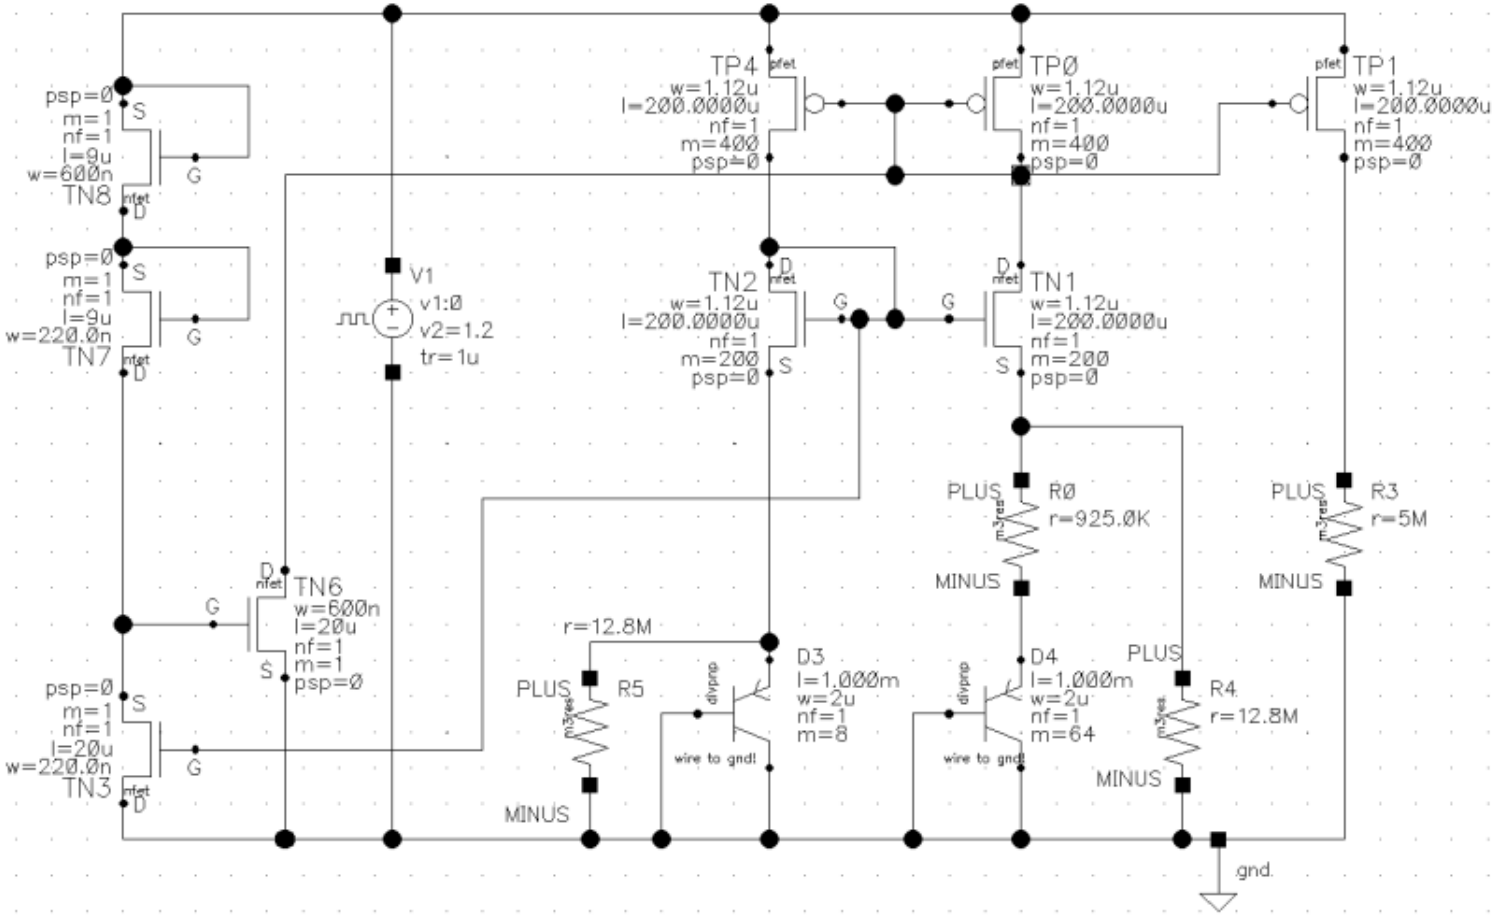 psp=0
S
m=1
nf=1
l=9u
w=600n
G
TN8
nfet
D
psp=0
S
m=1
nf=1
l=9u
w=220.0n
G
TN7
nfet
D
V1
v1:0
v2=1.2
tr=1u
TP4
pfet
w=1.12u
l=200.0000u
nf=1
m=400
psp=0
pfet
TP0
w=1.12u
l=200.0000u
nf=1
m=400
psp=0
pfet
TP1
w=1.12u
l=200.0000u
nf=1
m=400
psp=0
D
TN2
nfet
w=1.12u
G
l=200.0000u
nf=1
m=200
S
psp=0
D
nfet
TN1
G
w=1.12u
l=200.0000u
nf=1
m=200
S
psp=0
PLUS
R0
m3res
r=925.0K
MINUS
PLUS
R3
m3res
r=5M
MINUS
D
nfet
TN6
G
w=600n
l=20u
nf=1
m=1
S
psp=0
psp=0
S
m=1
nf=1
l=20u
w=220.0n
G
TN3
nfet
D
r=12.8M
PLUS
R5
m3res
MINUS
D3
divpnp
l=1.000m
w=2u
nf=1
m=8
wire to gnd!
D4
divpnp
l=1.000m
w=2u
nf=1
m=64
wire to gnd!
PLUS
R4
m3res
r=12.8M
MINUS
gnd